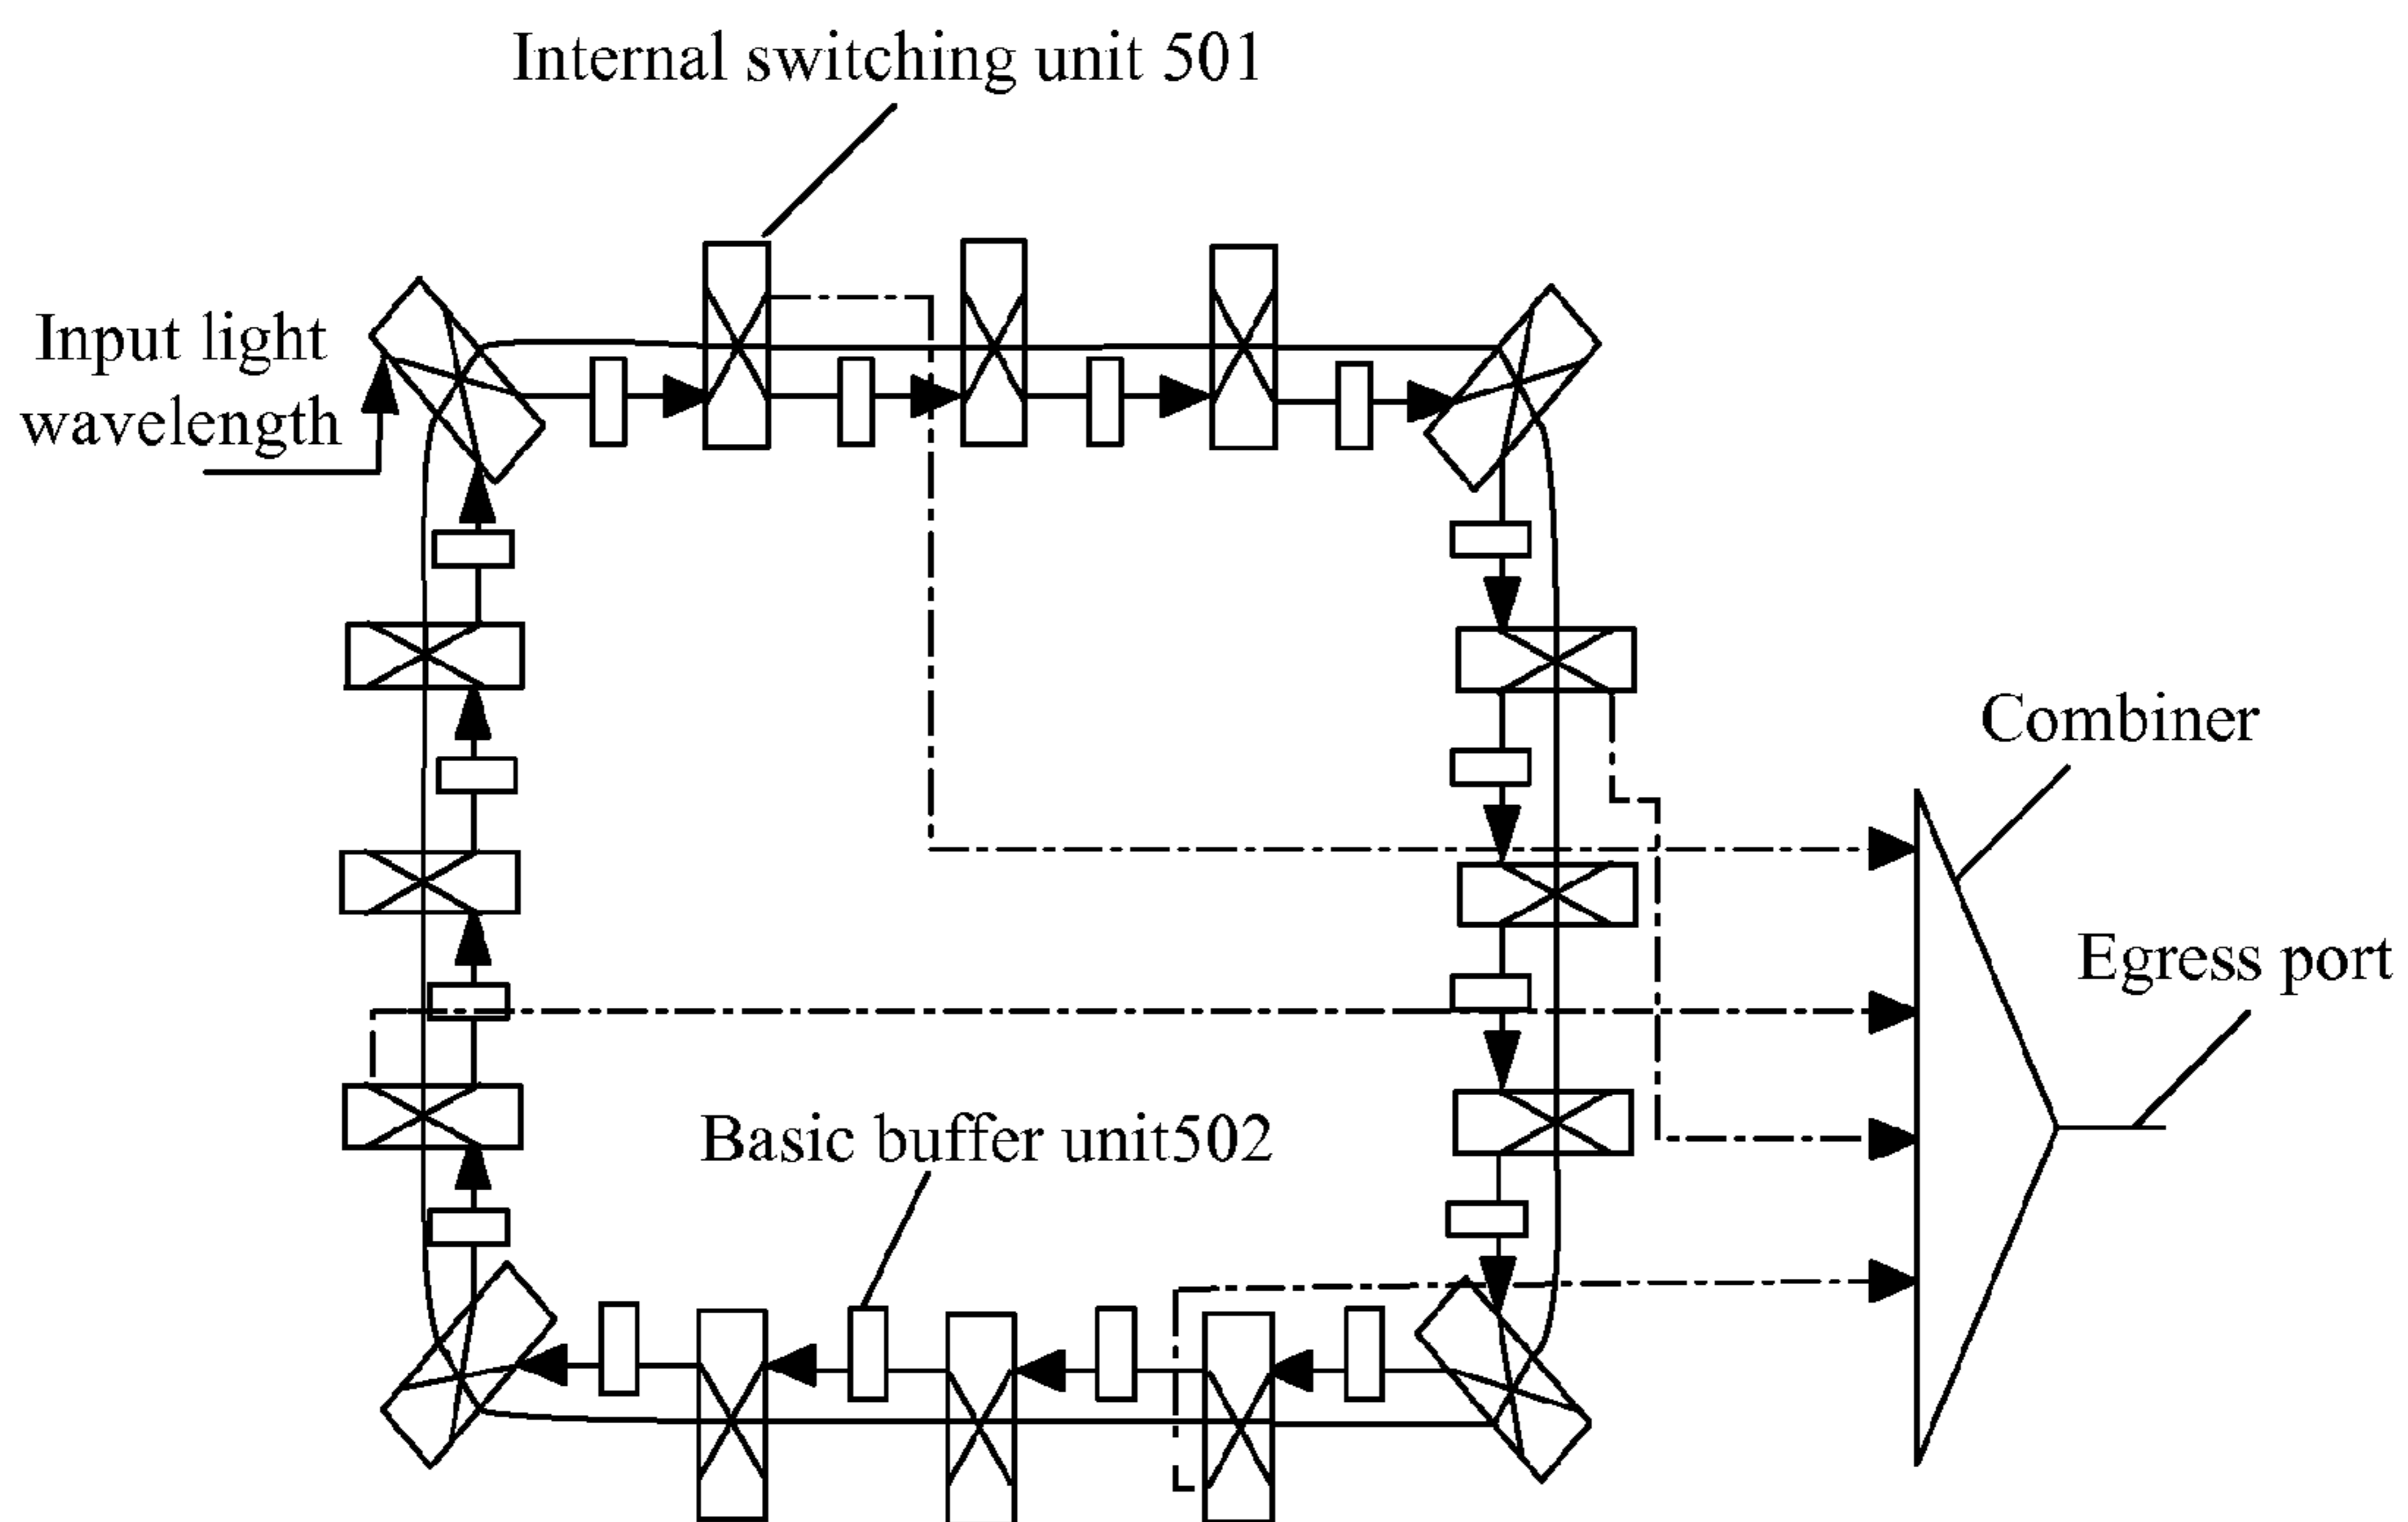 Internal switching unit 501
Input light
wavelength
Combiner
Egress port
Basic buffer unit502